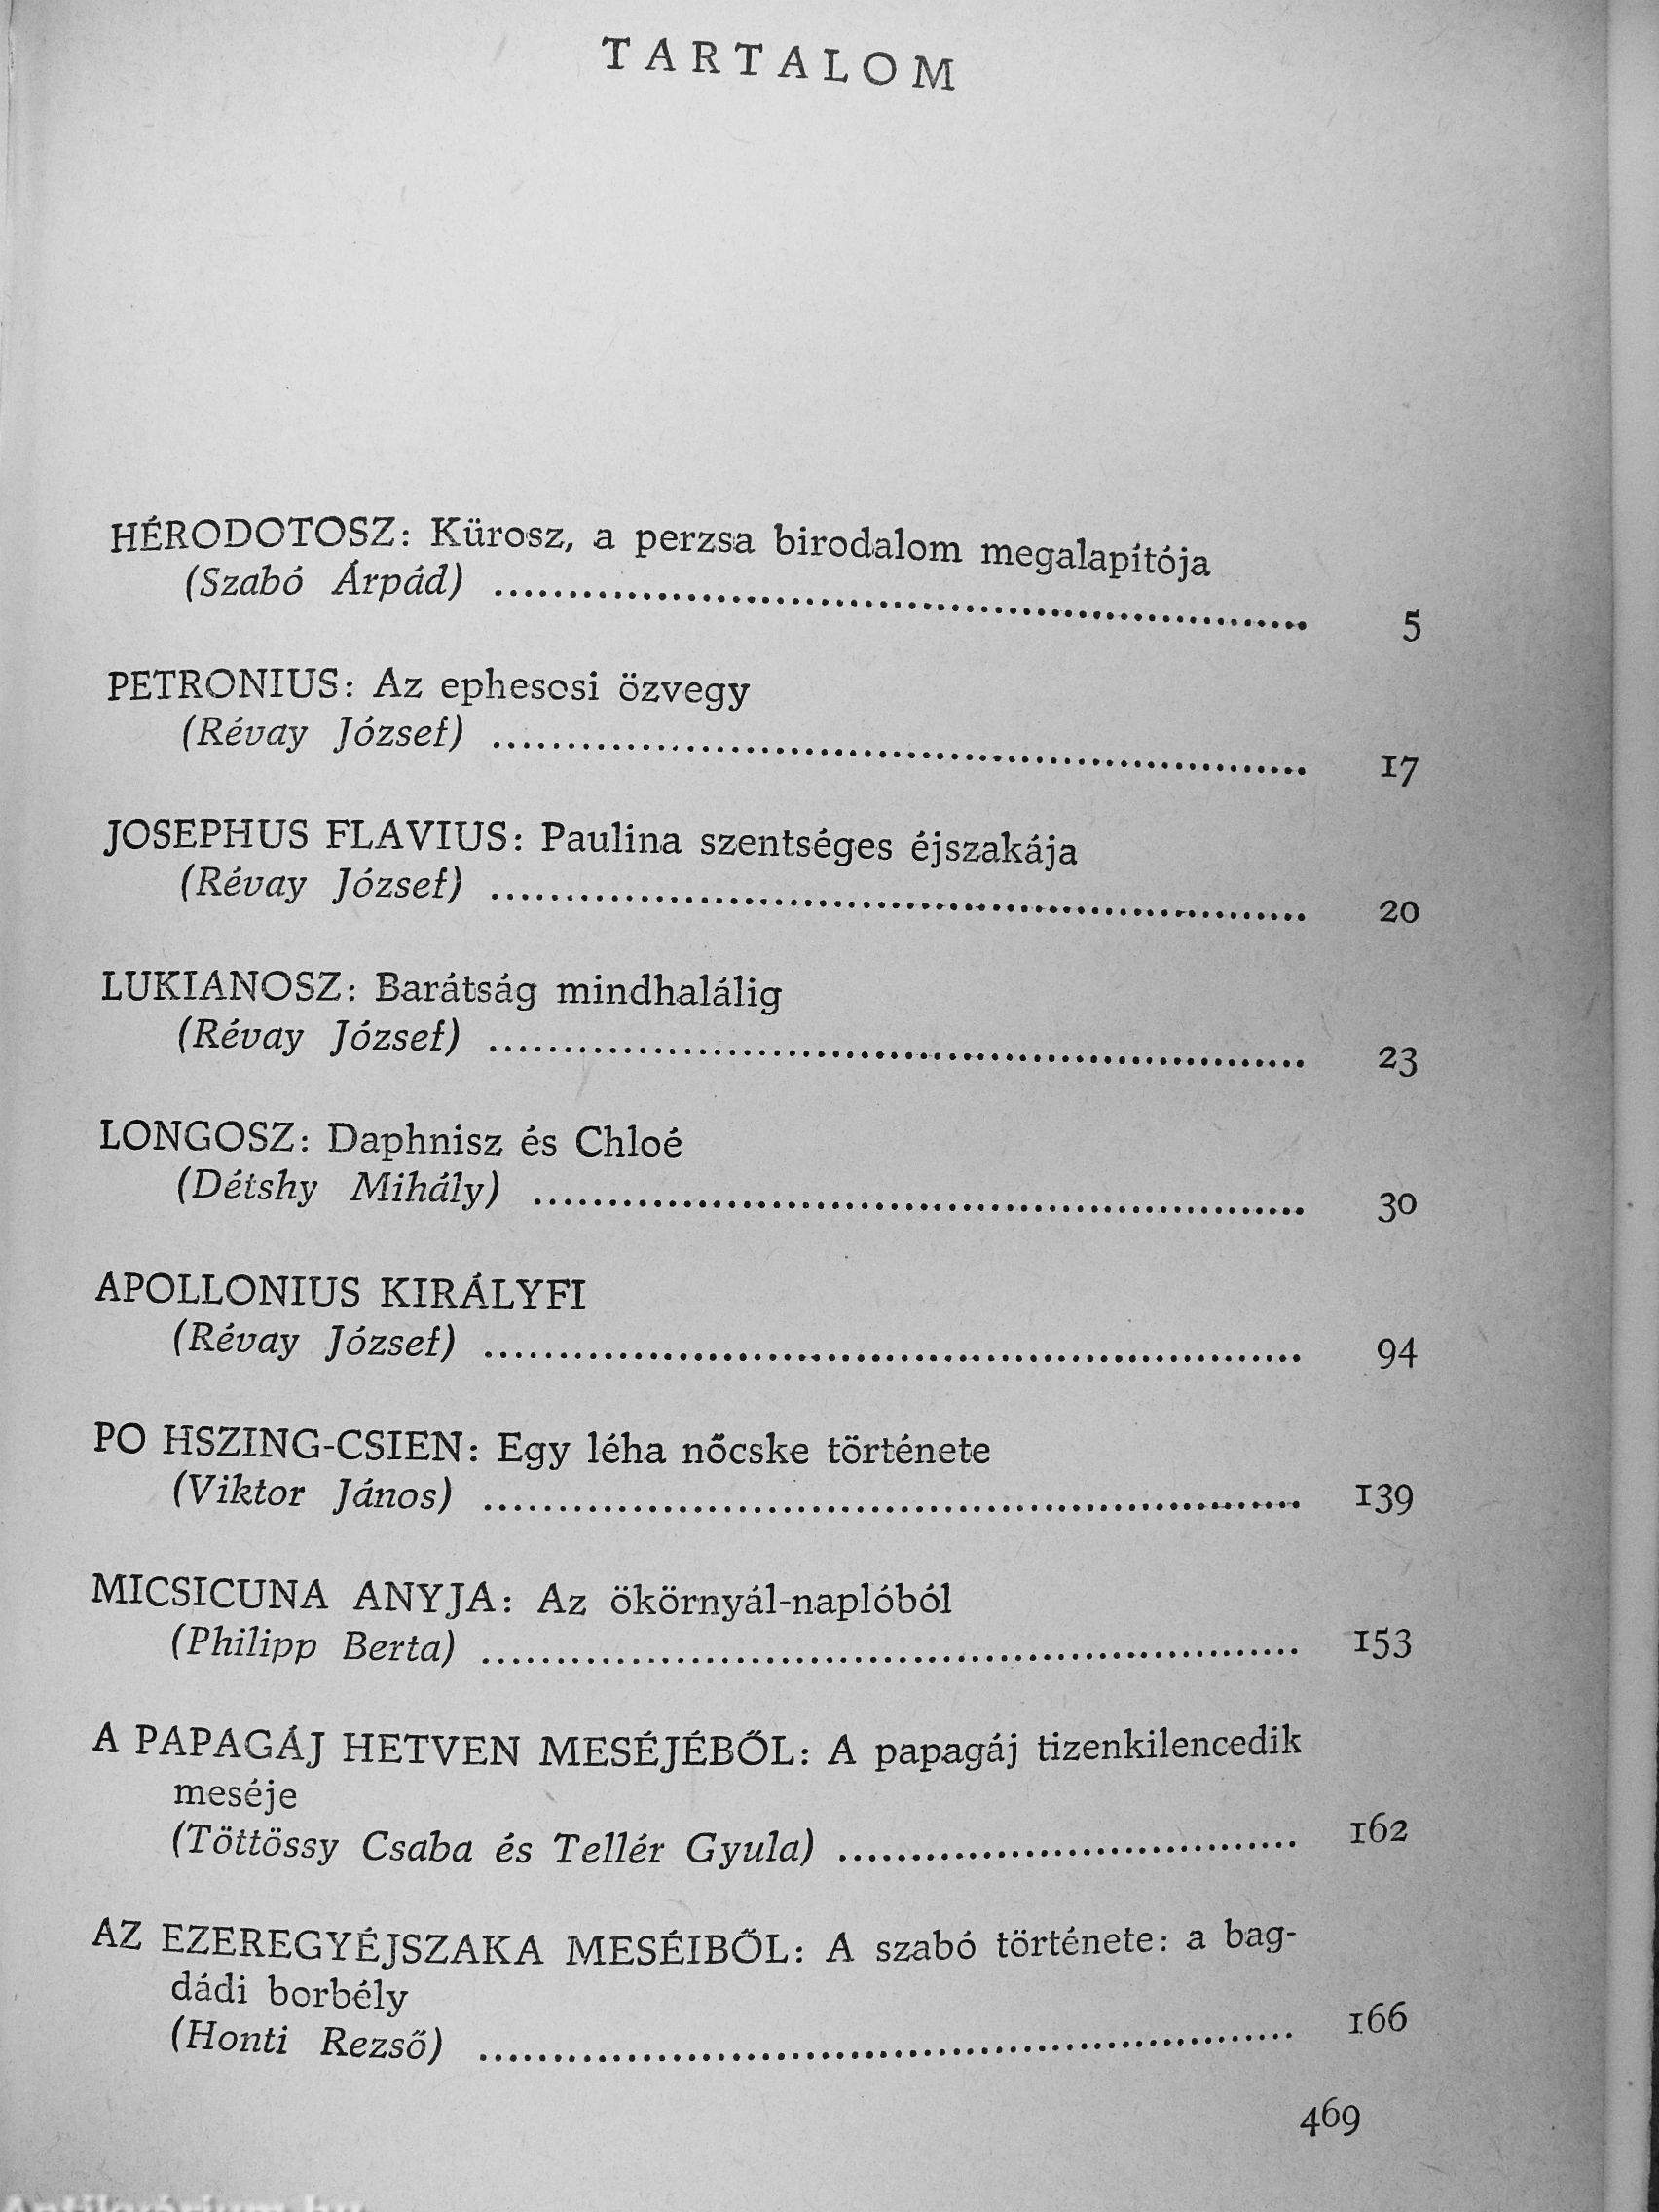 TARTALOM
HÉRODOTOSZ: Kürosz, a perzsa birodalom megalapítója
(Szabó Árpád) ........................................................ 5
PETRONIUS: Az ephesosi özvegy
(Révay József) ........................................................ 17
JOSEPHUS FLAVIUS: Paulina szentséges éjszakája
(Révay József) ........................................................ 20
LUKIANOSZ: Barátság mindhalálig
(Révay József) ........................................................ 23
LONGOSZ: Daphnisz és Chloé
(Détshy Mihály) ..................................................... 30
APOLLONIUS KIRÁLYFI
(Révay József) ........................................................ 94
PO HSZING-CSIEN: Egy léha nőcske története
(Viktor János) ........................................................ 139
MICSICUNA ANYJA: Az ökörnyál-naplóból
(Philipp Berta) ........................................................ 153
A PAPAGÁJ HETVEN MESÉJÉBŐL: A papagáj tizenkilencedik
meséje
(Töttössy Csaba és Tellér Gyula) ................................ 162
AZ EZEREGYÉJSZAKA MESÉIBŐL: A szabó története: a bag-
dádi borbély
(Honti Rezső) ........................................................ 166
469
Antikvárium.hu